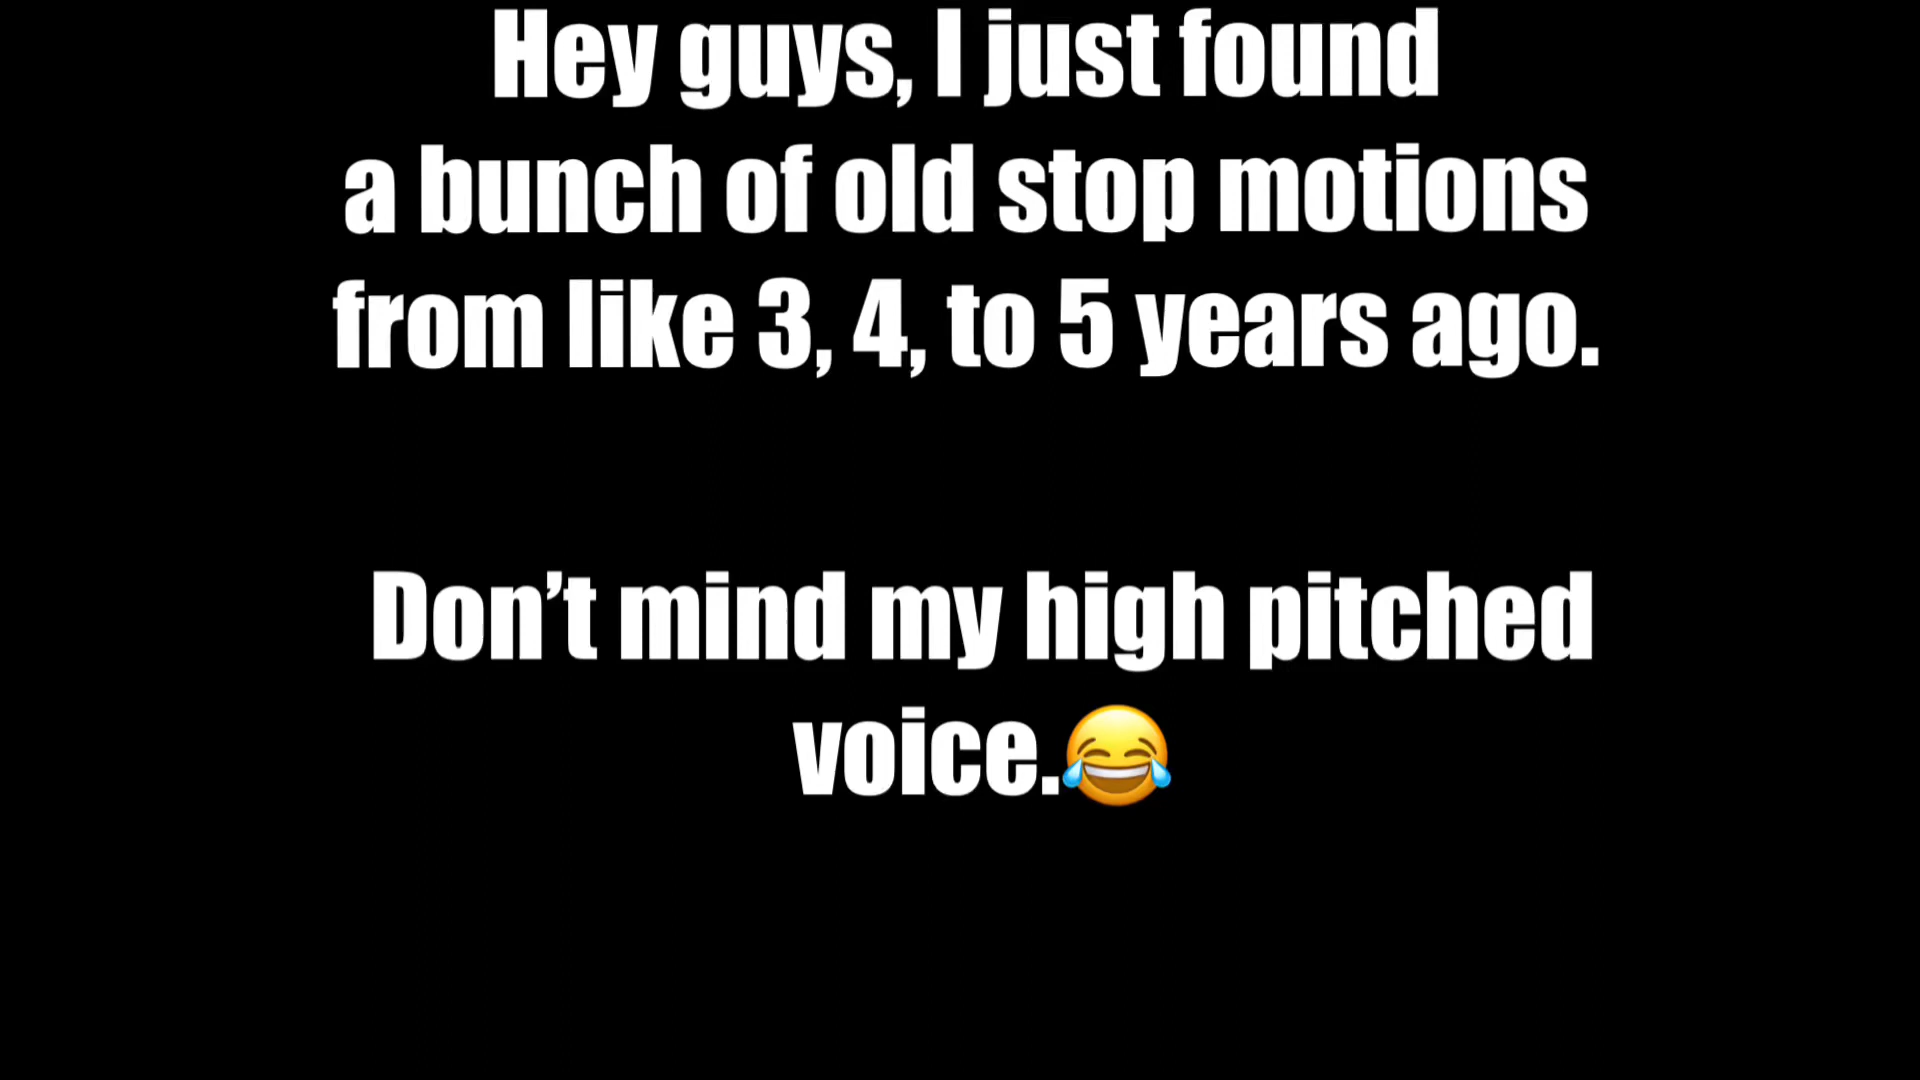 Hey guys, I just found
a bunch of old stop motions
from like 3, 4, to 5 years ago.
Don’t mind my high pitched
voice.😂